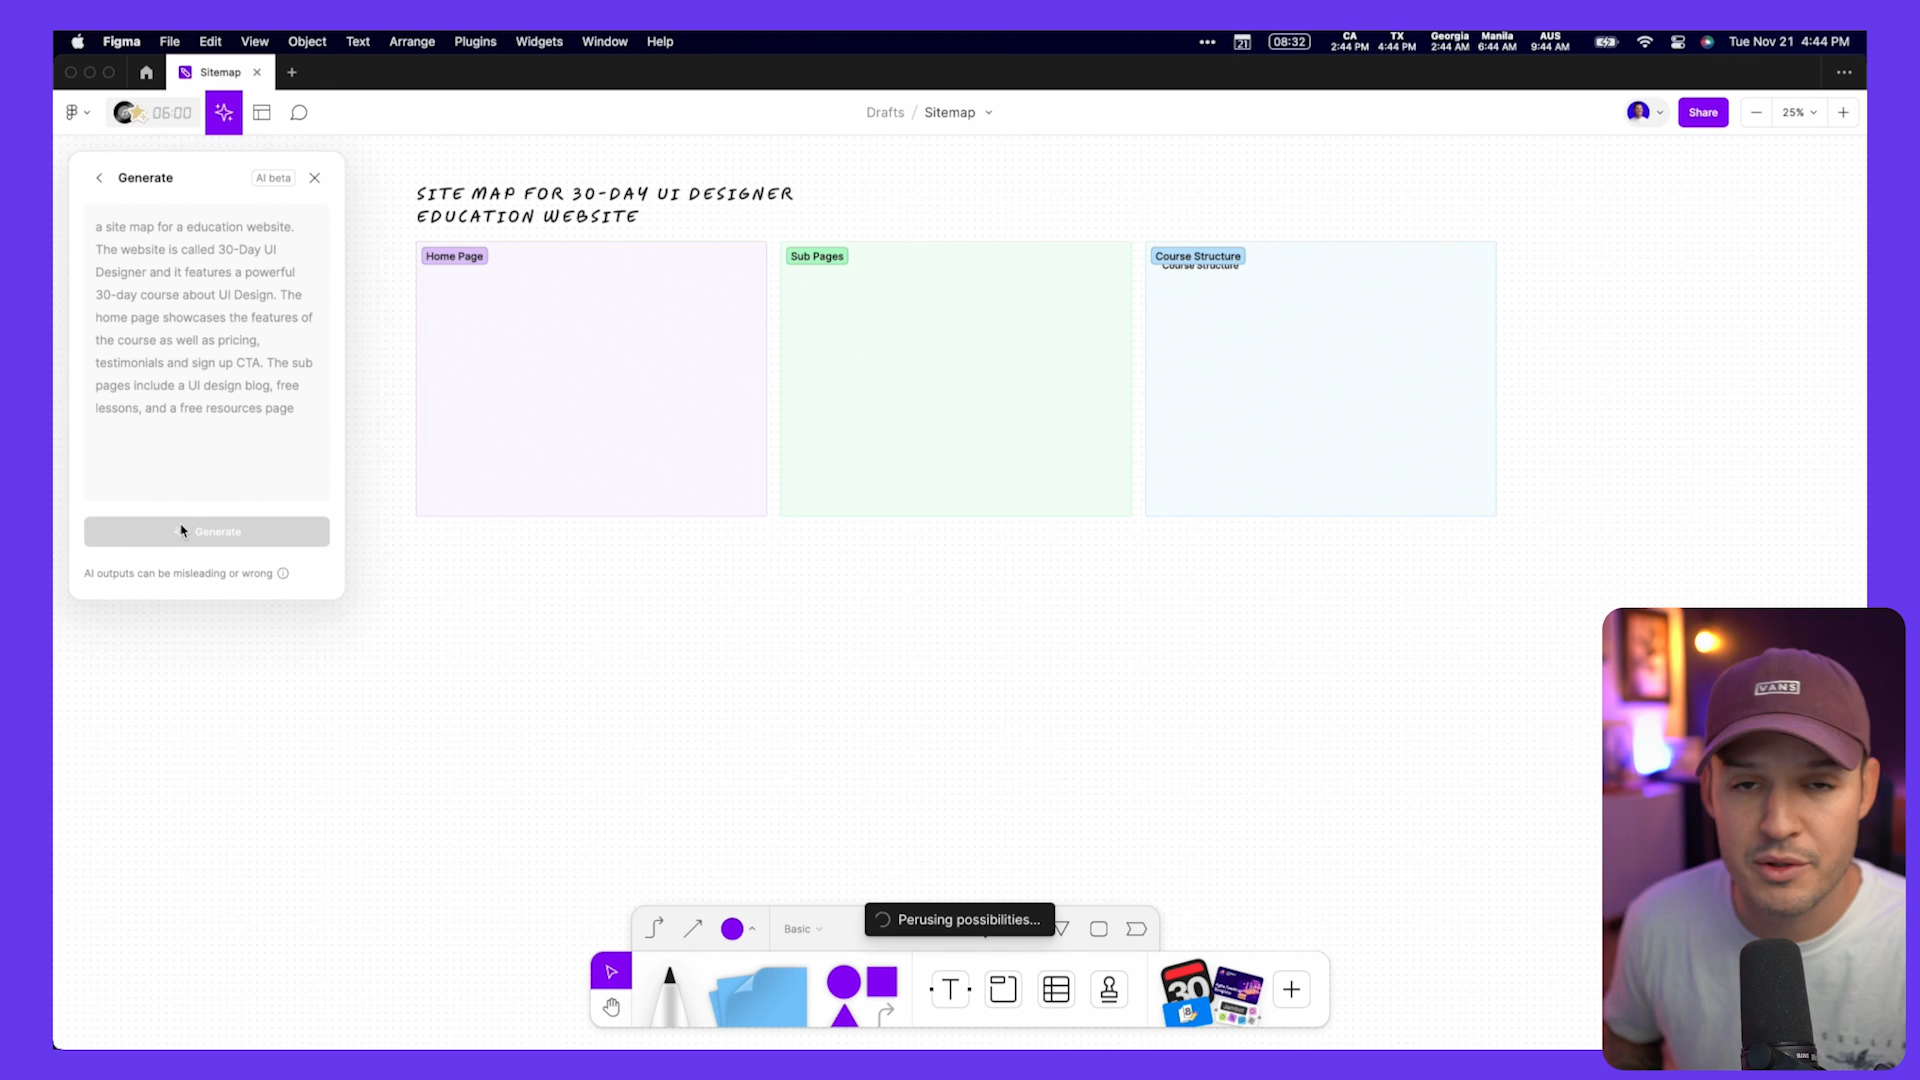 Figma File Edit View Object Text Arrange Plugins Widgets Window Help
21 08:32 CA TX Georgia Manila AUS Tue Nov 21 4:44 PM
2:44 PM 4:44 PM 2:44 AM 6:44 AM 9:44 AM
Sitemap
06:00
Drafts / Sitemap
Share
25%
Generate AI beta
a site map for a education website.
The website is called 30-Day UI
Designer and it features a powerful
30-day course about UI Design. The
home page showcases the features of
the course as well as pricing,
testimonials and sign up CTA. The sub
pages include a UI design blog, free
lessons, and a free resources page
Generate
AI outputs can be misleading or wrong
SITE MAP FOR 30-DAY UI DESIGNER
EDUCATION WEBSITE
Home Page
Sub Pages
Course Structure
Course Structure
VANS
Basic
Perusing possibilities...
T
30
8